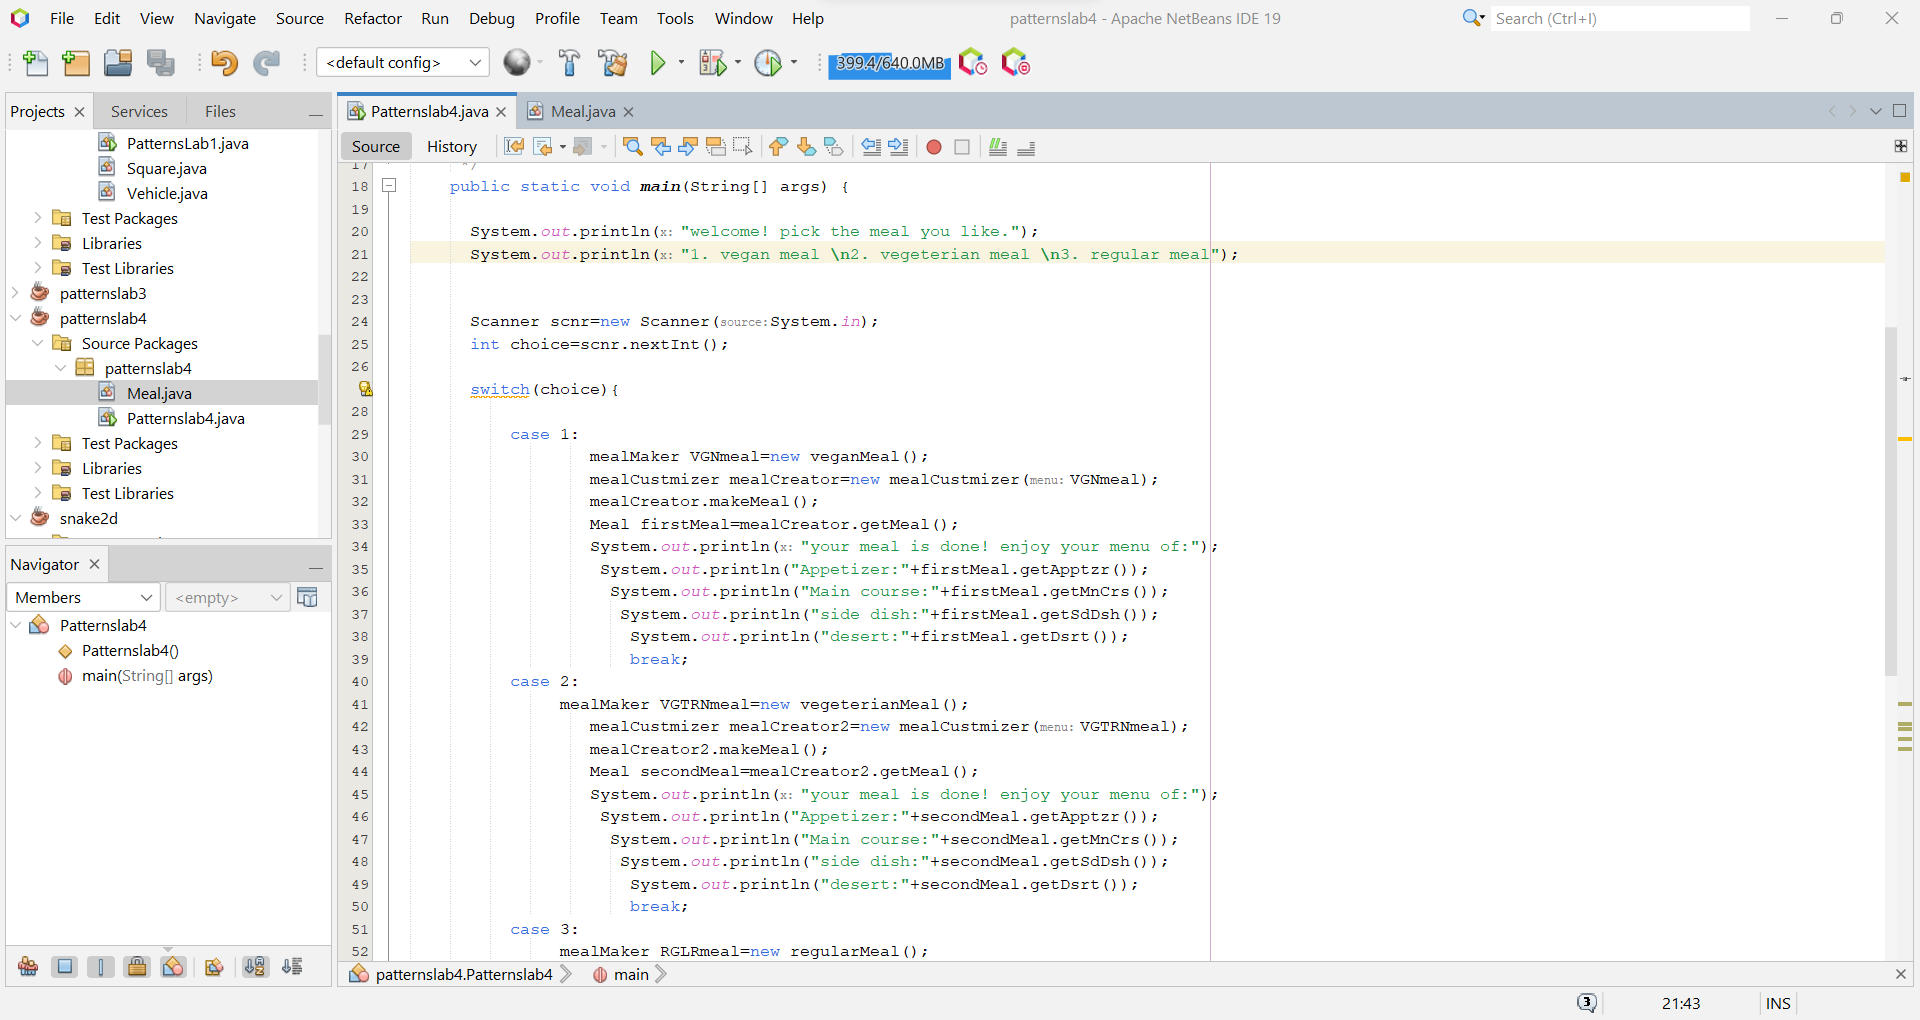 File Edit View Navigate Source Refactor Run Debug Profile Team Tools Window Help patternslab4 - Apache NetBeans IDE 19 Search (Ctrl+I)
<default config> 399.4/640.0MB
Projects Services Files
PatternsLab1.java
Square.java
Vehicle.java
Test Packages
Libraries
Test Libraries
patternslab3
patternslab4
Source Packages
patternslab4
Meal.java
Patternslab4.java
Test Packages
Libraries
Test Libraries
snake2d
Navigator
Members <empty>
Patternslab4
Patternslab4()
main(String[] args)
Patternslab4.java Meal.java
Source History
17 */
18 public static void main(String[] args) {
19
20 System.out.println(x: "welcome! pick the meal you like.");
21 System.out.println(x: "1. vegan meal \n2. vegeterian meal \n3. regular meal");
22
23
24 Scanner scnr=new Scanner(source:System.in);
25 int choice=scnr.nextInt();
26
switch(choice){
28
29 case 1:
30 mealMaker VGNmeal=new veganMeal();
31 mealCustmizer mealCreator=new mealCustmizer(menu: VGNmeal);
32 mealCreator.makeMeal();
33 Meal firstMeal=mealCreator.getMeal();
34 System.out.println(x: "your meal is done! enjoy your menu of:");
35 System.out.println("Appetizer:"+firstMeal.getApptzr());
36 System.out.println("Main course:"+firstMeal.getMnCrs());
37 System.out.println("side dish:"+firstMeal.getSdDsh());
38 System.out.println("desert:"+firstMeal.getDsrt());
39 break;
40 case 2:
41 mealMaker VGTRNmeal=new vegeterianMeal();
42 mealCustmizer mealCreator2=new mealCustmizer(menu: VGTRNmeal);
43 mealCreator2.makeMeal();
44 Meal secondMeal=mealCreator2.getMeal();
45 System.out.println(x: "your meal is done! enjoy your menu of:");
46 System.out.println("Appetizer:"+secondMeal.getApptzr());
47 System.out.println("Main course:"+secondMeal.getMnCrs());
48 System.out.println("side dish:"+secondMeal.getSdDsh());
49 System.out.println("desert:"+secondMeal.getDsrt());
50 break;
51 case 3:
52 mealMaker RGLRmeal=new regularMeal();
patternslab4.Patternslab4 main
3 21:43 INS